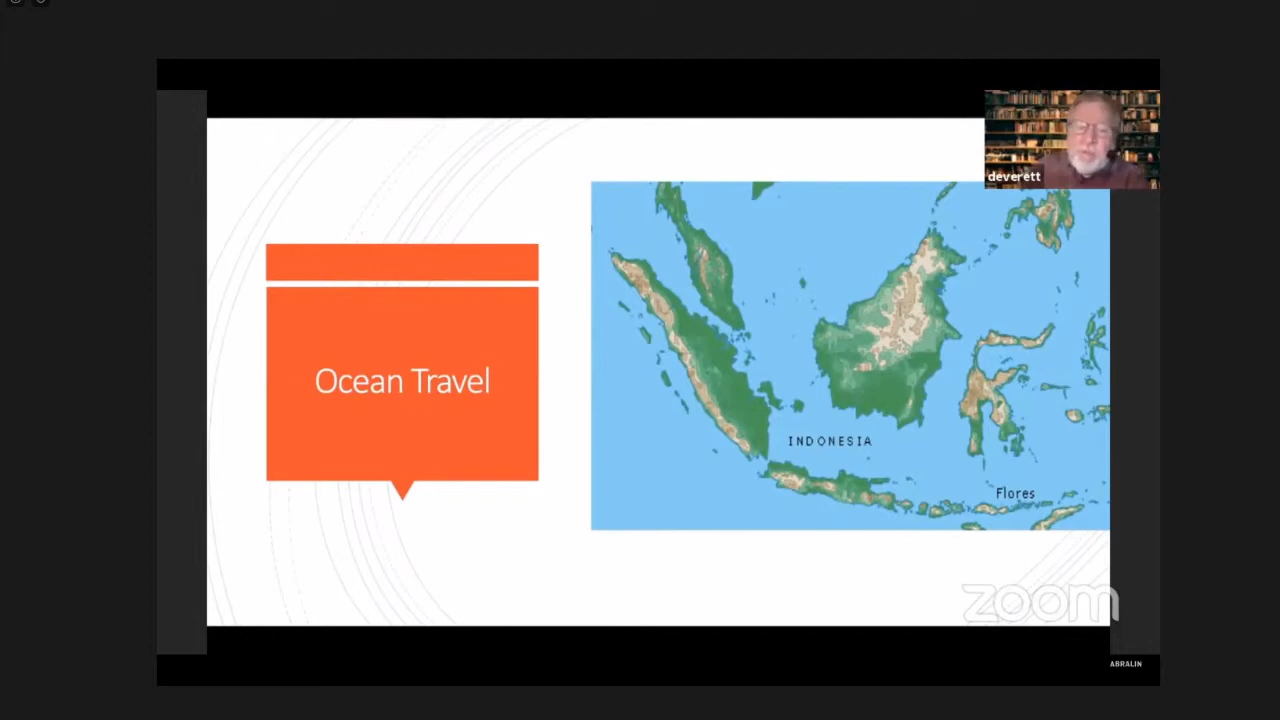 deverett
Ocean Travel
INDONESIA
Flores
zoom
ABRALIN